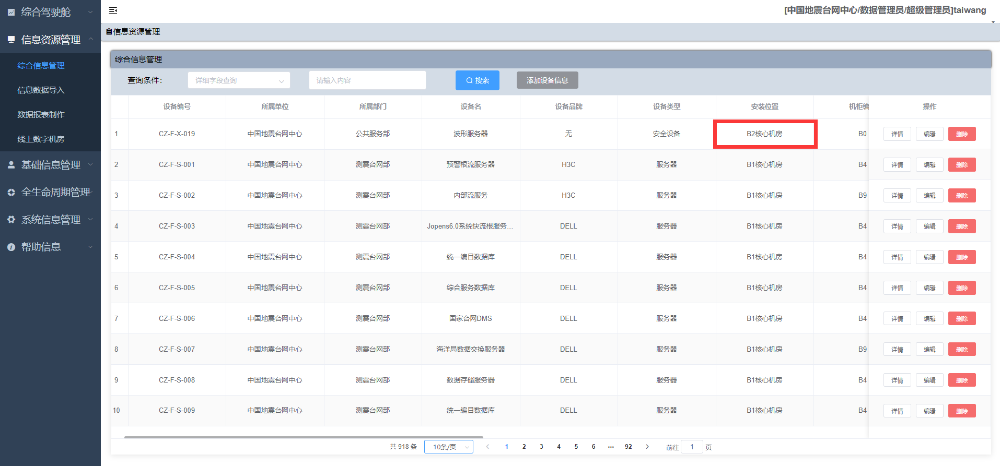 综合驾驶舱
信息资源管理
综合信息管理
信息数据导入
数据报表制作
线上数字机房
基础信息管理
全生命周期管理
系统信息管理
帮助信息
[中国地震台网中心/数据管理员/超级管理员]taiwang
信息资源管理
综合信息管理
查询条件： 详细字段查询 请输入内容 搜索 添加设备信息
设备编号 所属单位 所属部门 设备名 设备品牌 设备类型 安装位置 机柜编 操作
1 CZ-F-X-019 中国地震台网中心 公共服务部 波形服务器 无 安全设备 B2核心机房 B0 详情 编辑 删除
2 CZ-F-S-001 中国地震台网中心 测震台网部 预警根流服务器 H3C 服务器 B1核心机房 B4 详情 编辑 删除
3 CZ-F-S-002 中国地震台网中心 测震台网部 内部流服务 H3C 服务器 B1核心机房 B9 详情 编辑 删除
4 CZ-F-S-003 中国地震台网中心 测震台网部 Jopens6.0系统快流根服务... DELL 服务器 B1核心机房 B4 详情 编辑 删除
5 CZ-F-S-004 中国地震台网中心 测震台网部 统一编目数据库 DELL 服务器 B1核心机房 B4 详情 编辑 删除
6 CZ-F-S-005 中国地震台网中心 测震台网部 综合服务数据库 DELL 服务器 B1核心机房 B4 详情 编辑 删除
7 CZ-F-S-006 中国地震台网中心 测震台网部 国家台网DMS DELL 服务器 B1核心机房 B4 详情 编辑 删除
8 CZ-F-S-007 中国地震台网中心 测震台网部 海洋局数据交换服务器 DELL 服务器 B1核心机房 B9 详情 编辑 删除
9 CZ-F-S-008 中国地震台网中心 测震台网部 数据存储服务器 DELL 服务器 B1核心机房 B4 详情 编辑 删除
10 CZ-F-S-009 中国地震台网中心 测震台网部 统一编目数据库 DELL 服务器 B1核心机房 B4 详情 编辑 删除
共 918 条 10条/页 1 2 3 4 5 6 ... 92 前往 1 页